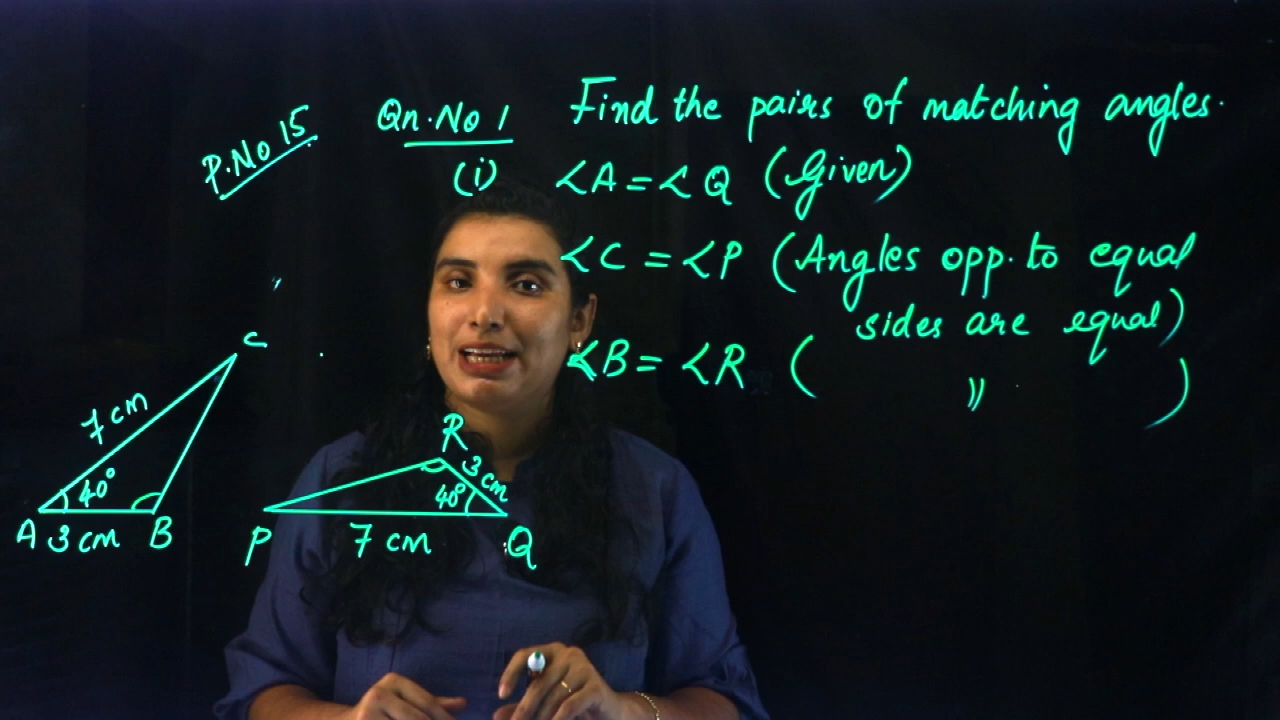 P.No 15
Qn.No 1 Find the pairs of matching angles.
(i) ∠A = ∠Q (Given)
∠C = ∠P (Angles opp. to equal
sides are equal)
∠B = ∠R ( 〃 )
C
7 cm
40°
A 3 cm B
R
3 cm
40°
P 7 cm Q